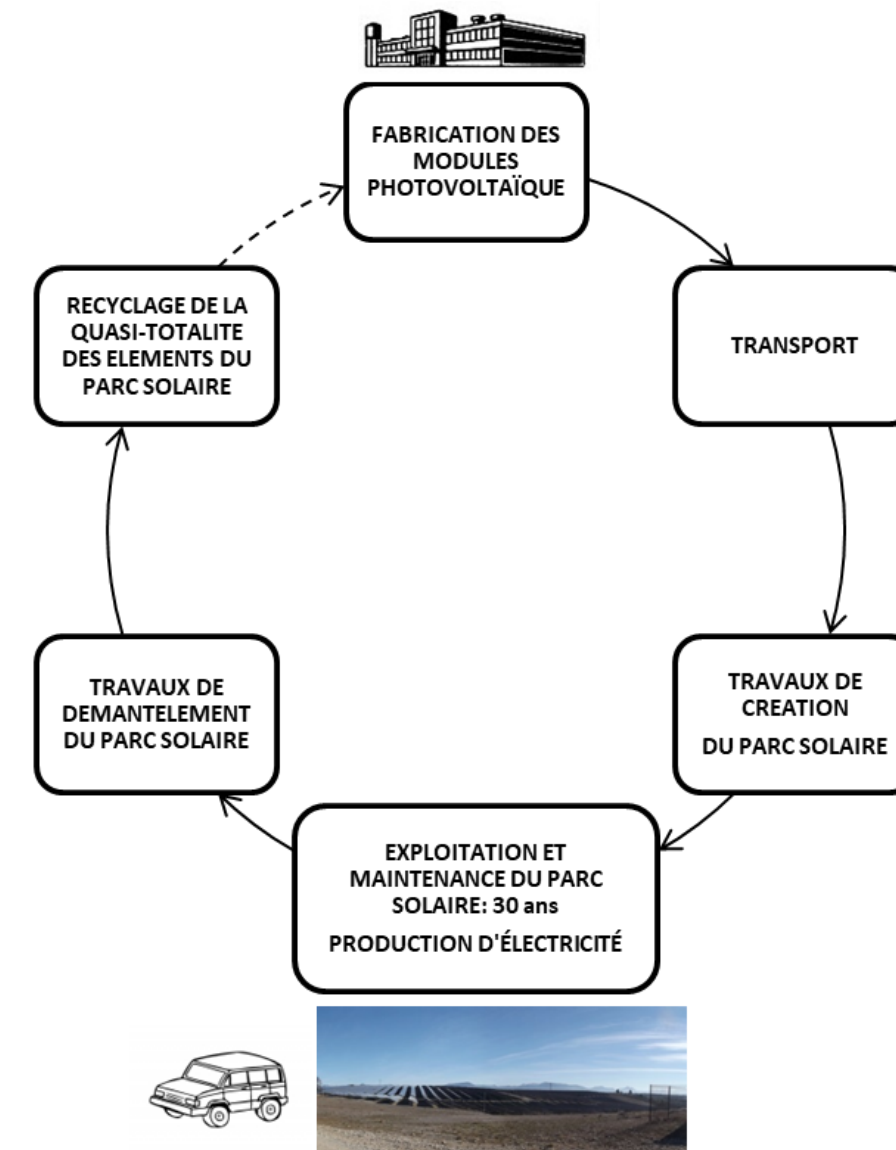 FABRICATION DES
MODULES
PHOTOVOLTAÏQUE
RECYCLAGE DE LA
QUASI-TOTALITE
DES ELEMENTS DU
PARC SOLAIRE
TRANSPORT
TRAVAUX DE
DEMANTELEMENT
DU PARC SOLAIRE
TRAVAUX DE
CREATION
DU PARC SOLAIRE
EXPLOITATION ET
MAINTENANCE DU PARC
SOLAIRE: 30 ans
PRODUCTION D'ÉLECTRICITÉ